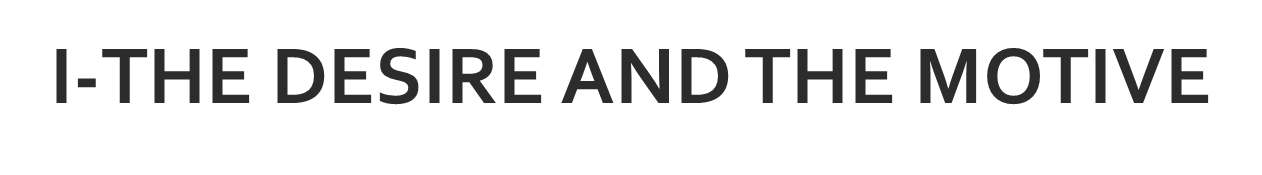 I-THE DESIRE AND THE MOTIVE